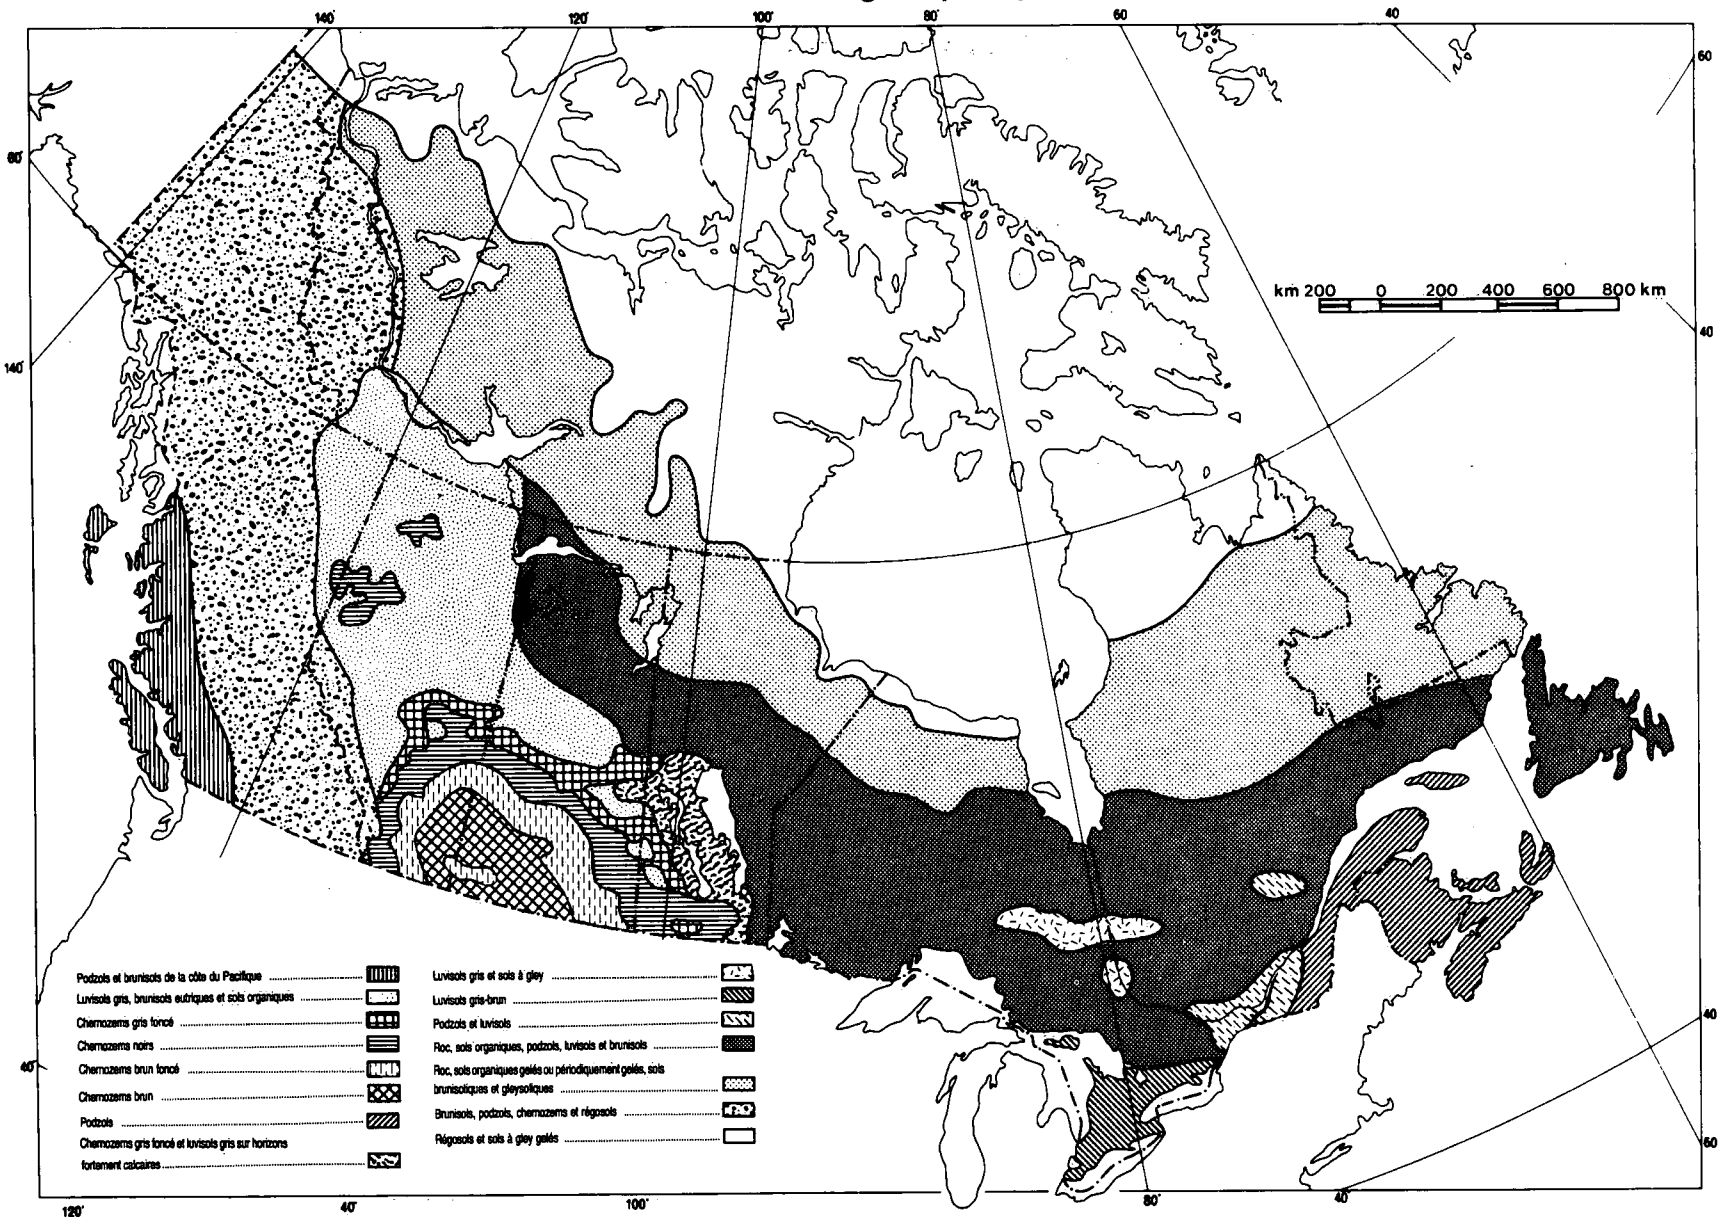 140°
120°
100°
80°
60
40
60
60°
km 200 0 200 400 600 800 km
40
140°
Podzols et brunisols de la côte du Pacifique
Luvisols gris, brunisols eutriques et sols organiques
Chernozems gris foncé
Chernozems noirs
Chernozems brun foncé
Chernozems brun
Podzols
Chernozems gris foncé et luvisols gris sur horizons
fortement calcaires
Luvisols gris et sols à gley
Luvisols gris-brun
Podzols et luvisols
Roc, sols organiques, podzols, luvisols et brunisols
Roc, sols organiques gelés ou périodiquement gelés, sols
brunisoliques et gleysoliques
Brunisols, podzols, chernozems et régosols
Régosols et sols à gley gelés
40
40°
60
120°
40°
100°
80°
40